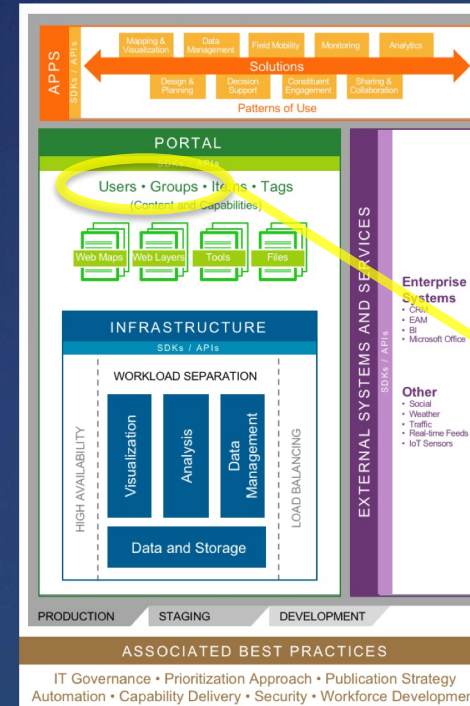 APPS
SDKs / APIs
Mapping & Visualization
Data Management
Field Mobility
Monitoring
Analytics
Solutions
Design & Planning
Decision Support
Constituent Engagement
Sharing & Collaboration
Patterns of Use
PORTAL
SDKs / APIs
Users • Groups • Items • Tags
(Content and Capabilities)
Web Maps
Web Layers
Tools
Files
INFRASTRUCTURE
SDKs / APIs
WORKLOAD SEPARATION
HIGH AVAILABILITY
Visualization
Analysis
Data Management
LOAD BALANCING
Data and Storage
EXTERNAL SYSTEMS AND SERVICES
SDKs / APIs
Enterprise
Systems
• CRM
• EAM
• BI
• Microsoft Office
Other
• Social
• Weather
• Traffic
• Real-time Feeds
• IoT Sensors
PRODUCTION
STAGING
DEVELOPMENT
ASSOCIATED BEST PRACTICES
IT Governance • Prioritization Approach • Publication Strategy
Automation • Capability Delivery • Security • Workforce Developmen